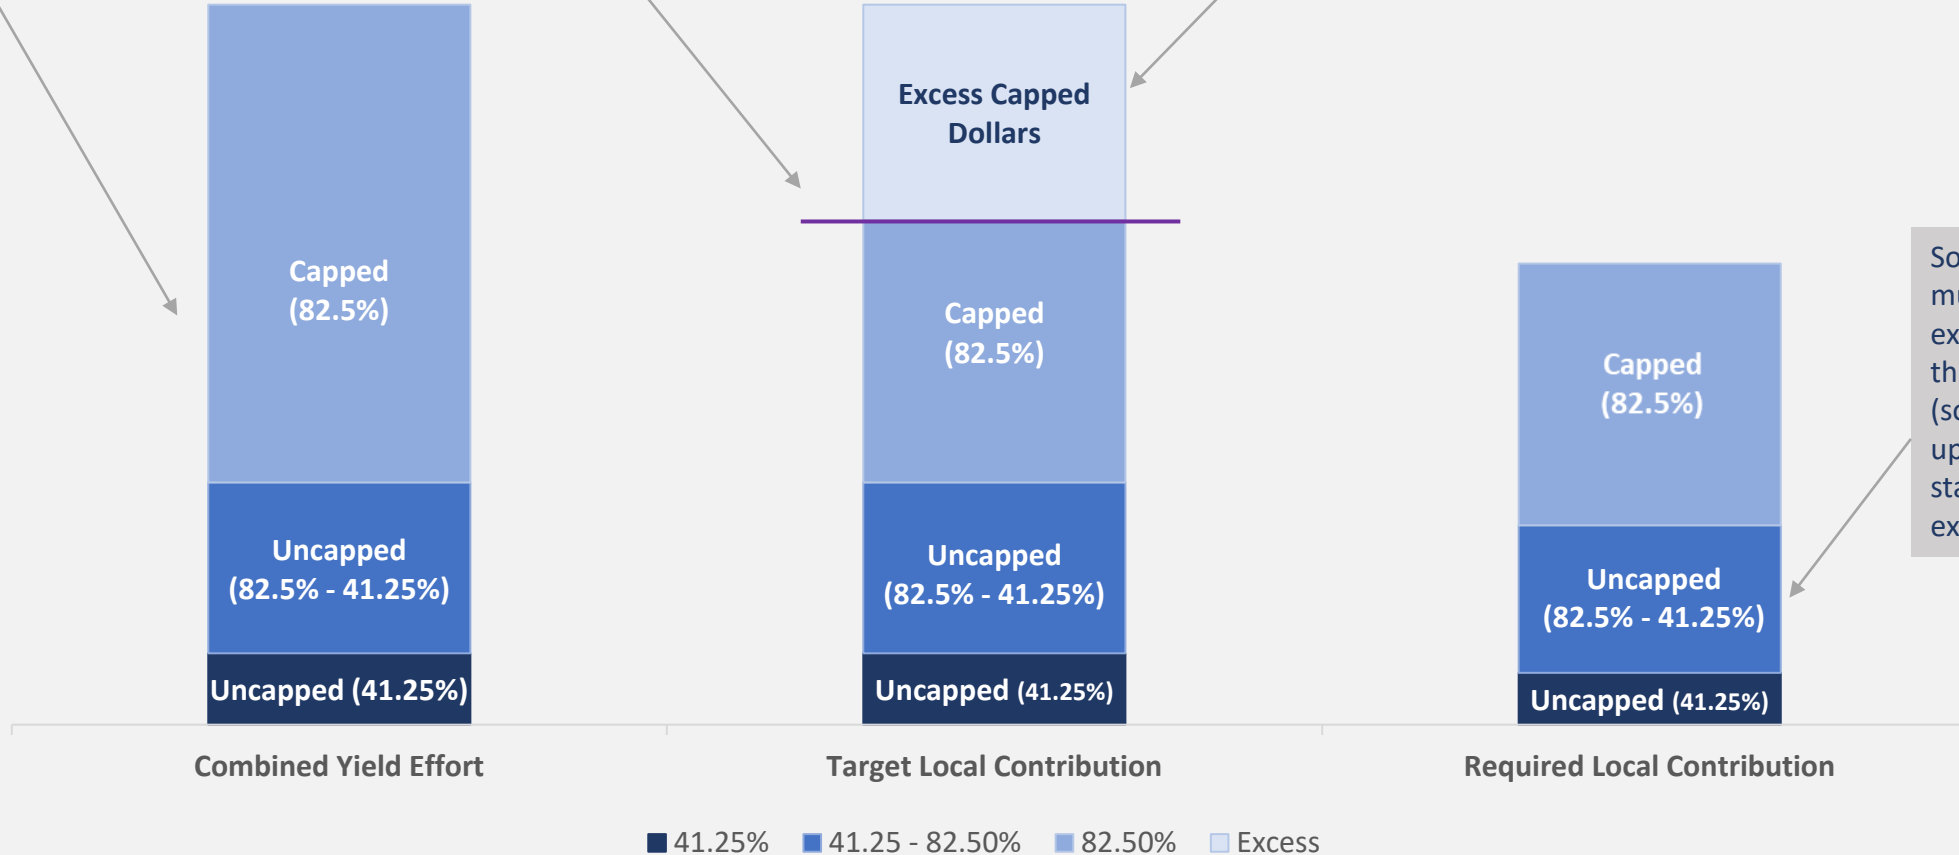 Excess Capped
Dollars
Capped
(82.5%)
Capped
(82.5%)
Capped
(82.5%)
Uncapped
(82.5% - 41.25%)
Uncapped
(82.5% - 41.25%)
Uncapped
(82.5% - 41.25%)
Uncapped (41.25%)
Uncapped (41.25%)
Uncapped (41.25%)
Combined Yield Effort
Target Local Contribution
Required Local Contribution
41.25%
41.25 - 82.50%
82.50%
Excess